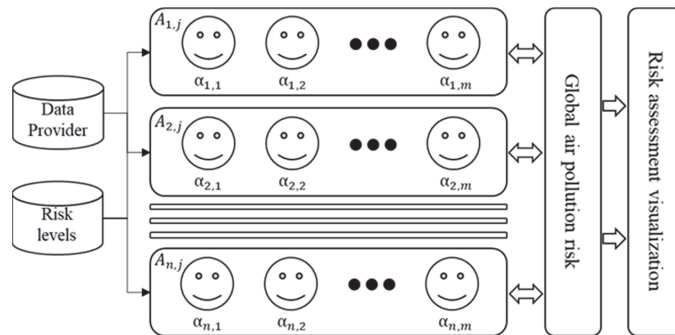 A₁,ⱼ
α₁,₁ α₁,₂ α₁,ₘ
Data
Provider
A₂,ⱼ
α₂,₁ α₂,₂ α₂,ₘ
Risk
levels
Aₙ,ⱼ
αₙ,₁ αₙ,₂ αₙ,ₘ
Global air pollution risk
Risk assessment visualization